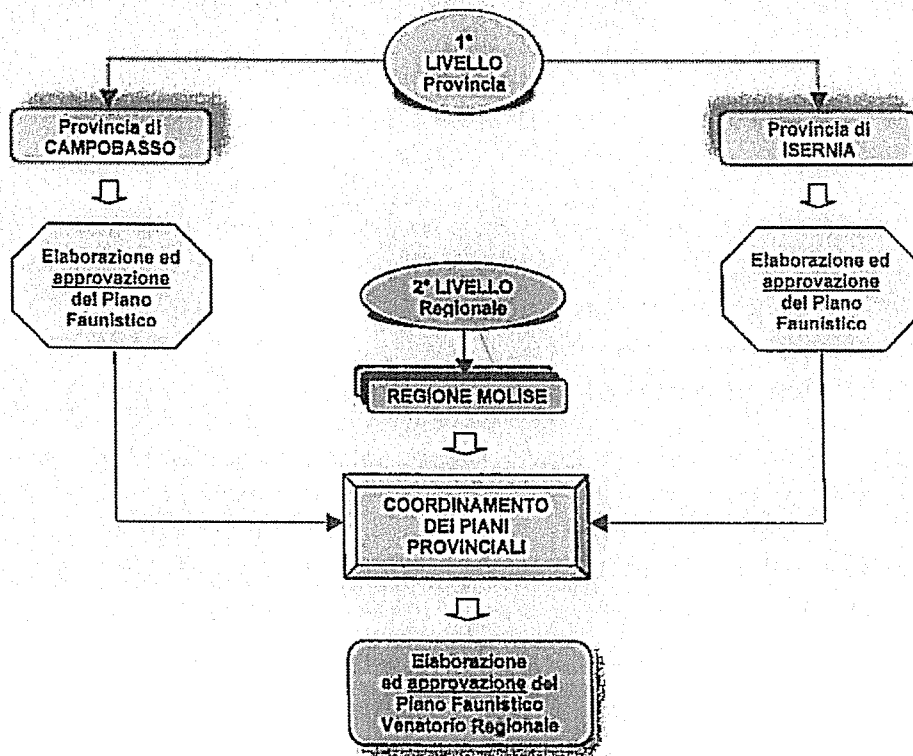 1° 
LIVELLO
Provincia
Provincia di
CAMPOBASSO
Provincia di
ISERNIA
Elaborazione ed
approvazione
del Piano
Faunistico
Elaborazione ed
approvazione
del Piano
Faunistico
2° LIVELLO
Regionale
REGIONE MOLISE
COORDINAMENTO
DEI PIANI
PROVINCIALI
Elaborazione
ed approvazione del
Piano Faunistico
Venatorio Regionale